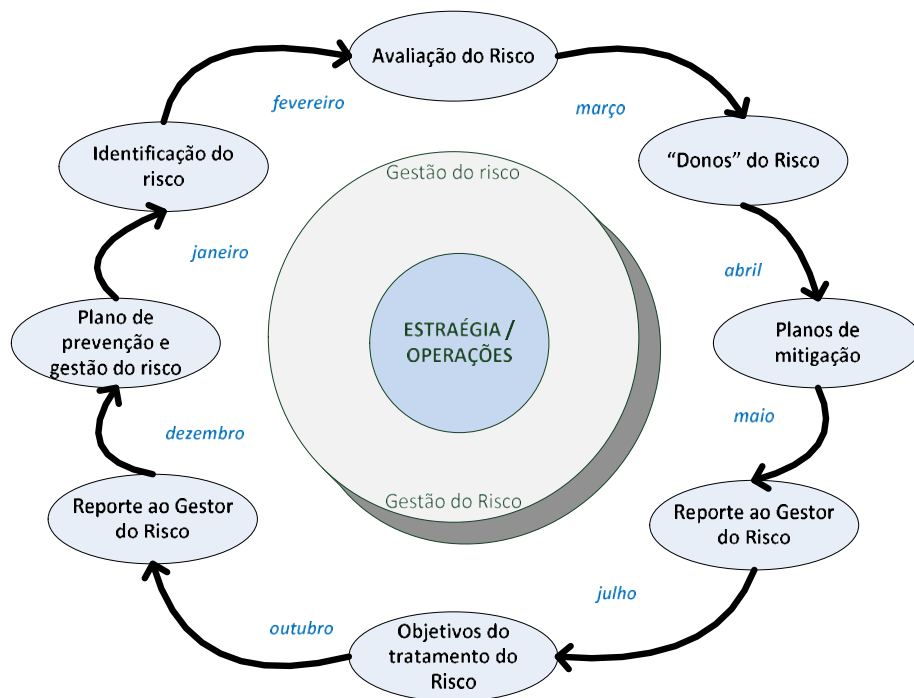 Avaliação do Risco
fevereiro
março
Identificação do
risco
“Donos” do Risco
Gestão do risco
janeiro
abril
Plano de
prevenção e
gestão do risco
ESTRAÉGIA /
OPERAÇÕES
Planos de
mitigação
dezembro
maio
Reporte ao Gestor
do Risco
Gestão do Risco
Reporte ao Gestor
do Risco
julho
outubro
Objetivos do
tratamento do
Risco